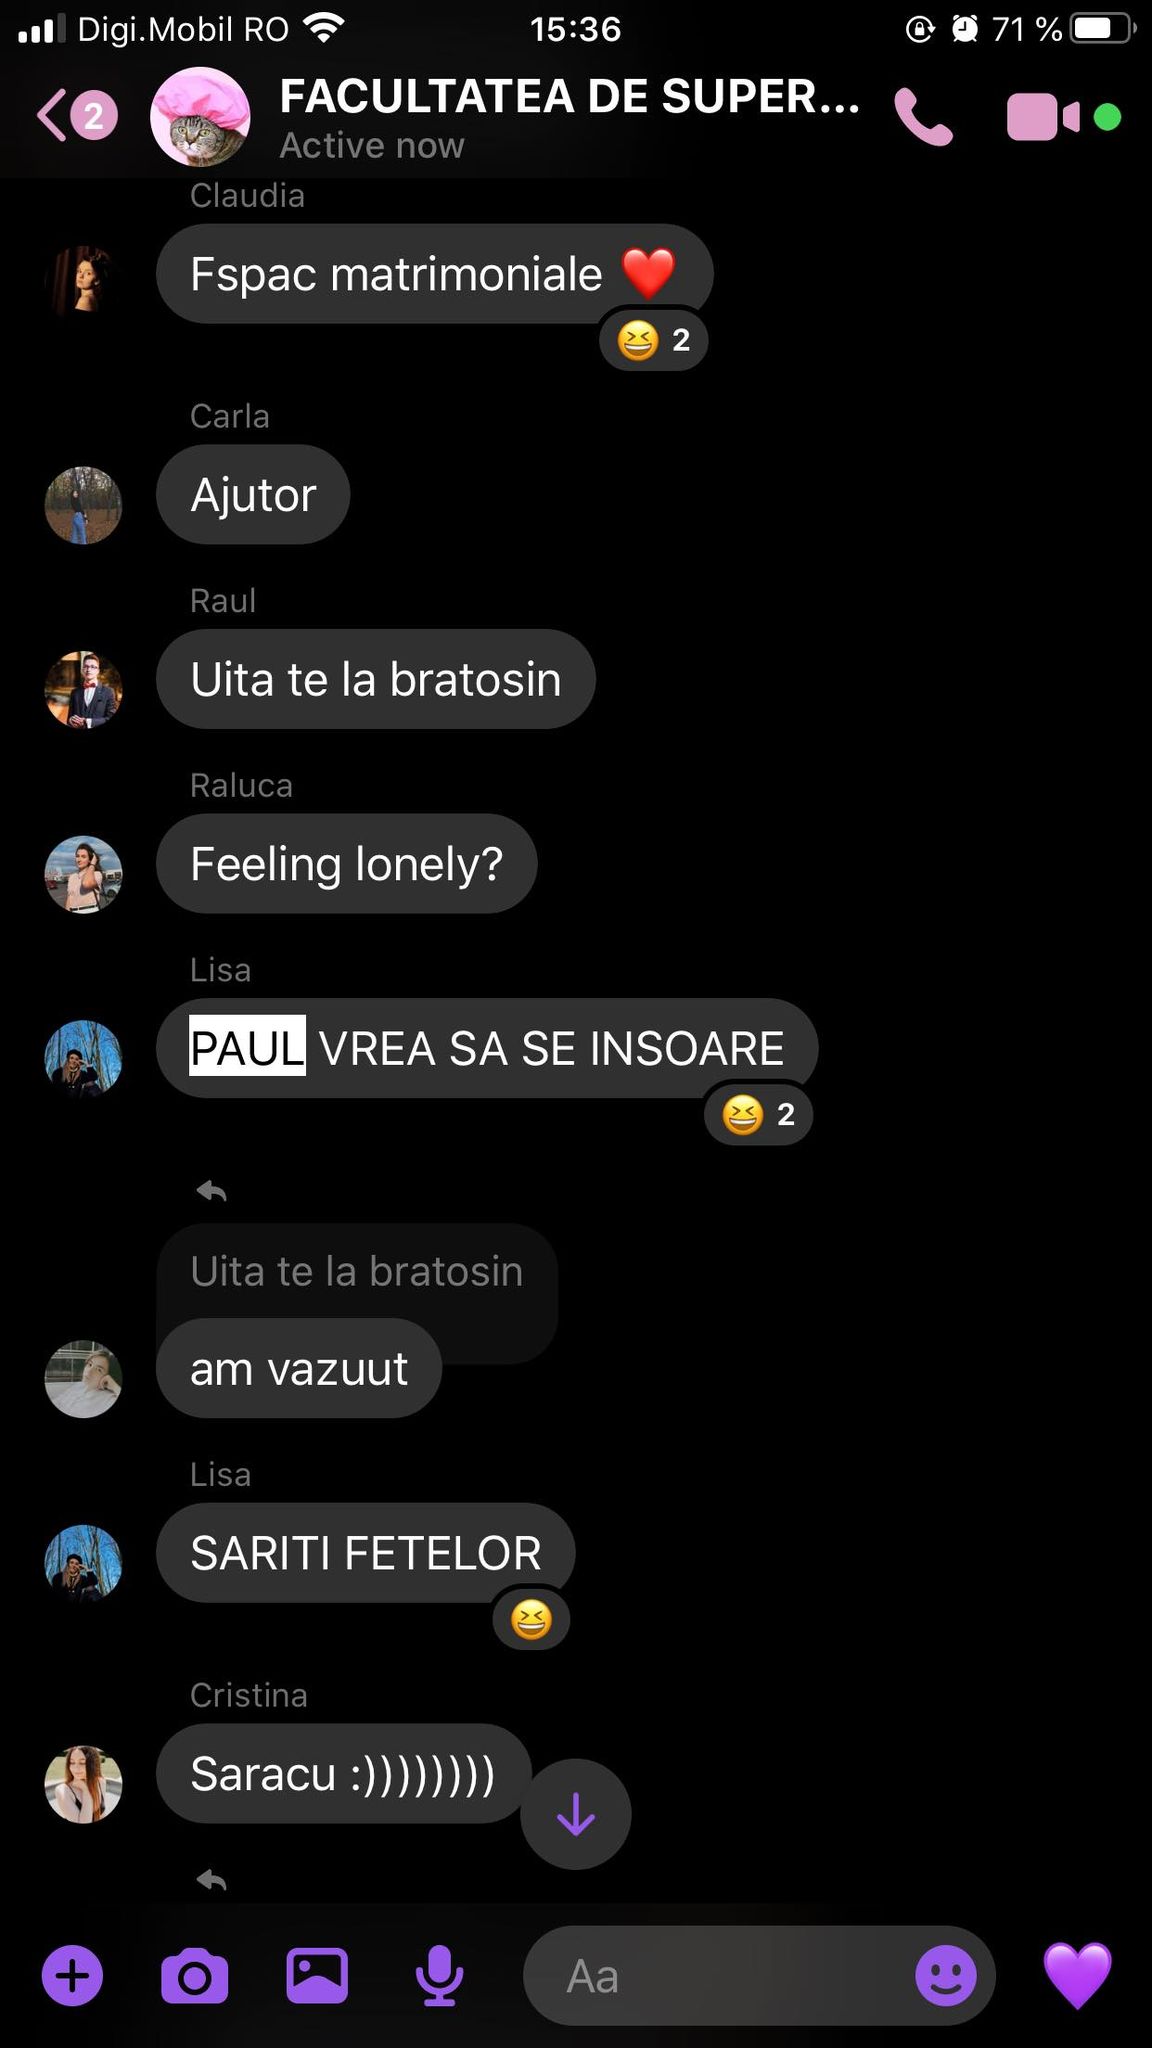 Digi.Mobil RO 15:36 71 %
2 FACULTATEA DE SUPER...
Active now
Claudia
Fspac matrimoniale ❤️
😆 2
Carla
Ajutor
Raul
Uita te la bratosin
Raluca
Feeling lonely?
Lisa
PAUL VREA SA SE INSOARE
😆 2
Uita te la bratosin
am vazuut
Lisa
SARITI FETELOR
😆
Cristina
Saracu :))))))))
Aa